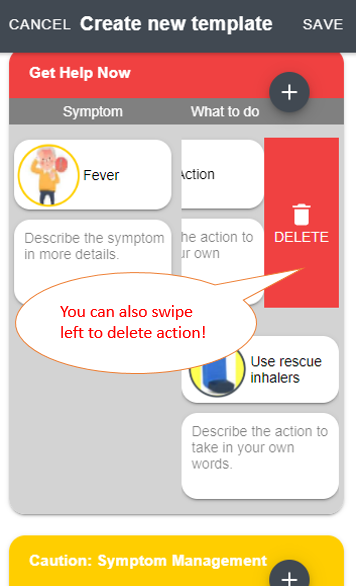 CANCEL Create new template SAVE
Get Help Now
Symptom What to do
Fever
Action
DELETE
Describe the symptom
in more details.
he action to
ur own
You can also swipe
left to delete action!
Use rescue
inhalers
Describe the action to
take in your own
words.
Caution: Symptom Management